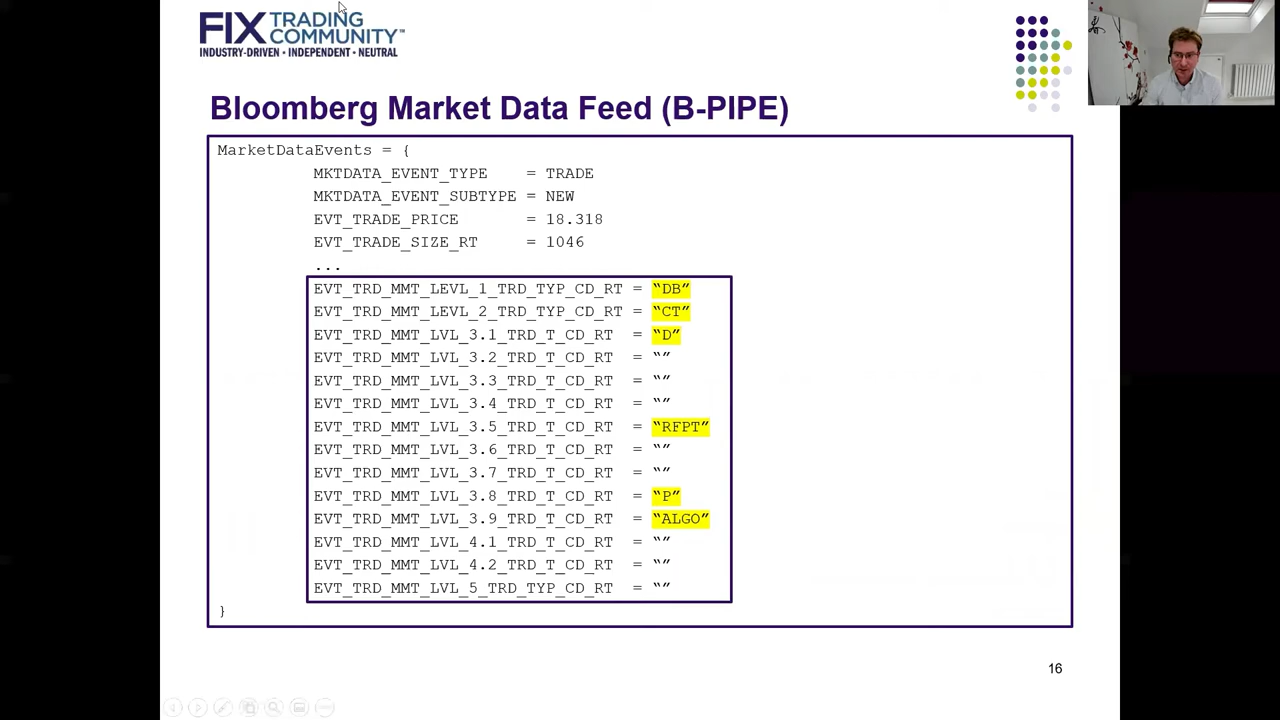 FIX TRADING COMMUNITY™
INDUSTRY-DRIVEN • INDEPENDENT • NEUTRAL
Bloomberg Market Data Feed (B-PIPE)
MarketDataEvents = {
MKTDATA_EVENT_TYPE = TRADE
MKTDATA_EVENT_SUBTYPE = NEW
EVT_TRADE_PRICE = 18.318
EVT_TRADE_SIZE_RT = 1046
...
EVT_TRD_MMT_LEVL_1_TRD_TYP_CD_RT = “DB”
EVT_TRD_MMT_LEVL_2_TRD_TYP_CD_RT = “CT”
EVT_TRD_MMT_LVL_3.1_TRD_T_CD_RT = “D”
EVT_TRD_MMT_LVL_3.2_TRD_T_CD_RT = “”
EVT_TRD_MMT_LVL_3.3_TRD_T_CD_RT = “”
EVT_TRD_MMT_LVL_3.4_TRD_T_CD_RT = “”
EVT_TRD_MMT_LVL_3.5_TRD_T_CD_RT = “RFPT”
EVT_TRD_MMT_LVL_3.6_TRD_T_CD_RT = “”
EVT_TRD_MMT_LVL_3.7_TRD_T_CD_RT = “”
EVT_TRD_MMT_LVL_3.8_TRD_T_CD_RT = “P”
EVT_TRD_MMT_LVL_3.9_TRD_T_CD_RT = “ALGO”
EVT_TRD_MMT_LVL_4.1_TRD_T_CD_RT = “”
EVT_TRD_MMT_LVL_4.2_TRD_T_CD_RT = “”
EVT_TRD_MMT_LVL_5_TRD_TYP_CD_RT = “”
}
16